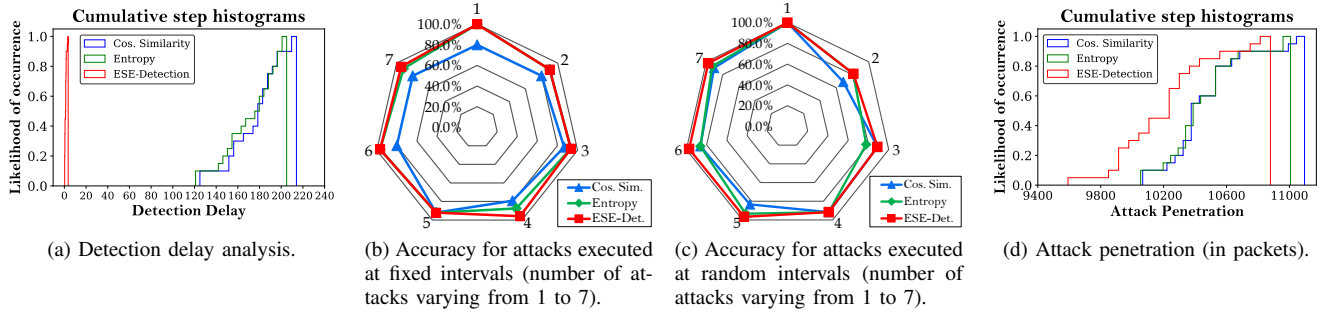 Cumulative step histograms
Likelihood of occurrence
1.0
0.8
0.6
0.4
0.2
0.0
Cos. Similarity
Entropy
ESE-Detection
0 20 40 60 80 100 120 140 160 180 200 220 240
Detection Delay
(a) Detection delay analysis.
1
2
3
4
5
6
7
100.0%
80.0%
60.0%
40.0%
20.0%
0.0%
Cos. Sim.
Entropy
ESE-Det.
(b) Accuracy for attacks executed
at fixed intervals (number of at-
tacks varying from 1 to 7).
1
2
3
4
5
6
7
100.0%
80.0%
60.0%
40.0%
20.0%
0.0%
Cos. Sim.
Entropy
ESE-Det.
(c) Accuracy for attacks executed
at random intervals (number of
attacks varying from 1 to 7).
Cumulative step histograms
Likelihood of occurrence
1.0
0.8
0.6
0.4
0.2
0.0
Cos. Similarity
Entropy
ESE-Detection
9400 9800 10200 10600 11000
Attack Penetration
(d) Attack penetration (in packets).